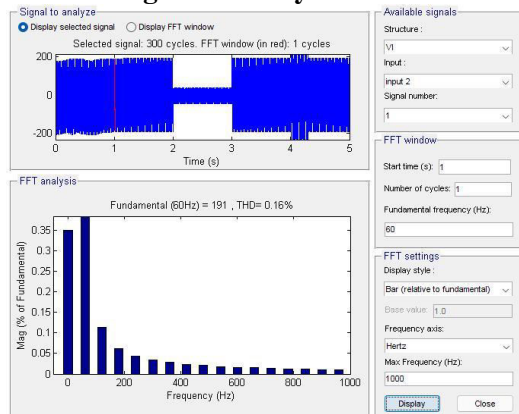 Signal to analyze
Display selected signal Display FFT window
Selected signal: 300 cycles. FFT window (in red): 1 cycles
200
0
-200
0 1 2 3 4 5
Time (s)
FFT analysis
Fundamental (60Hz) = 191 , THD= 0.16%
0.35
0.3
0.25
0.2
0.15
0.1
0.05
0
Mag (% of Fundamental)
0 200 400 600 800 1000
Frequency (Hz)
Available signals
Structure :
VI
Input :
input 2
Signal number:
1
FFT window
Start time (s): 1
Number of cycles: 1
Fundamental frequency (Hz):
60
FFT settings
Display style :
Bar (relative to fundamental)
Base value: 1.0
Frequency axis:
Hertz
Max Frequency (Hz):
1000
Display Close